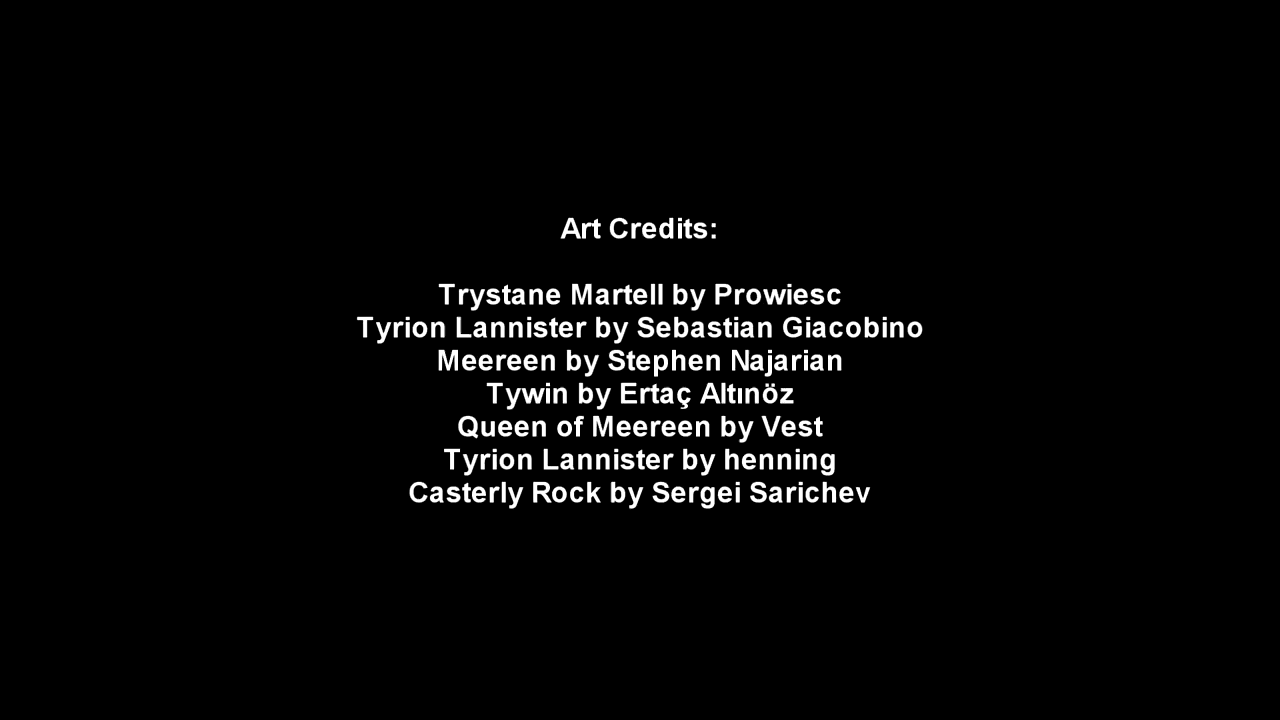 Art Credits:
Trystane Martell by Prowiesc
Tyrion Lannister by Sebastian Giacobino
Meereen by Stephen Najarian
Tywin by Ertaç Altınöz
Queen of Meereen by Vest
Tyrion Lannister by henning
Casterly Rock by Sergei Sarichev